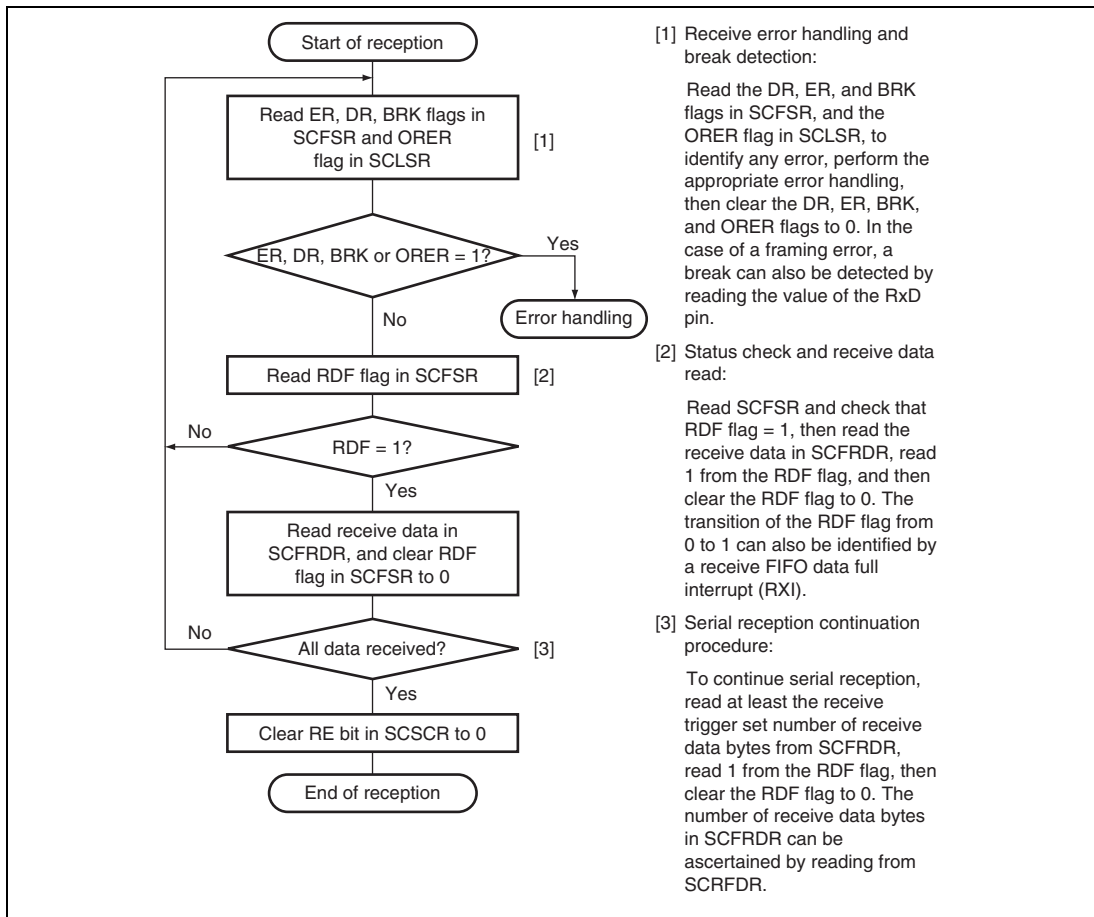 Start of reception
Read ER, DR, BRK flags in
SCFSR and ORER
flag in SCLSR
[1]
ER, DR, BRK or ORER = 1?
Yes
Error handling
No
Read RDF flag in SCFSR
[2]
No
RDF = 1?
Yes
Read receive data in
SCFRDR, and clear RDF
flag in SCFSR to 0
No
All data received?
[3]
Yes
Clear RE bit in SCSCR to 0
End of reception
[1] Receive error handling and
break detection:
Read the DR, ER, and BRK
flags in SCFSR, and the
ORER flag in SCLSR, to
identify any error, perform the
appropriate error handling,
then clear the DR, ER, BRK,
and ORER flags to 0. In the
case of a framing error, a
break can also be detected by
reading the value of the RxD
pin.
[2] Status check and receive data
read:
Read SCFSR and check that
RDF flag = 1, then read the
receive data in SCFRDR, read
1 from the RDF flag, and then
clear the RDF flag to 0. The
transition of the RDF flag from
0 to 1 can also be identified by
a receive FIFO data full
interrupt (RXI).
[3] Serial reception continuation
procedure:
To continue serial reception,
read at least the receive
trigger set number of receive
data bytes from SCFRDR,
read 1 from the RDF flag, then
clear the RDF flag to 0. The
number of receive data bytes
in SCFRDR can be
ascertained by reading from
SCRFDR.